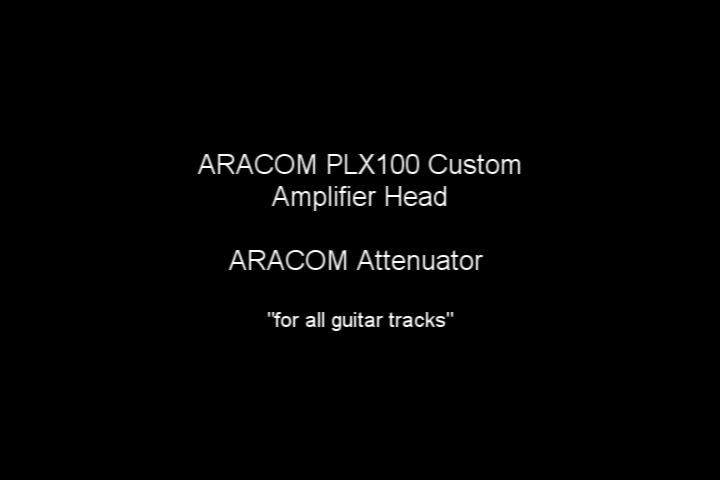 ARACOM PLX100 Custom
Amplifier Head
ARACOM Attenuator
"for all guitar tracks"